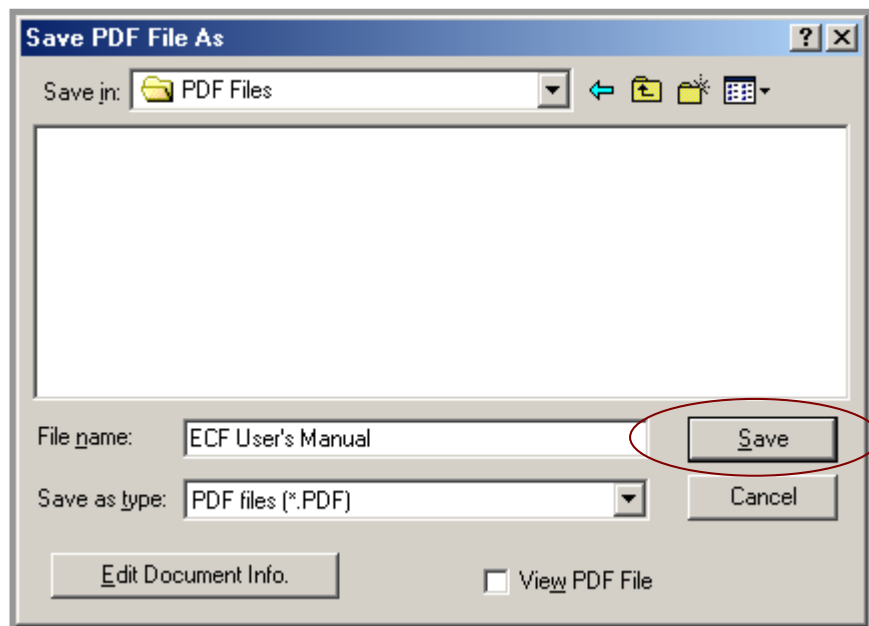 Save PDF File As
Save in: PDF Files
File name: ECF User's Manual Save
Save as type: PDF files (*.PDF) Cancel
Edit Document Info. View PDF File